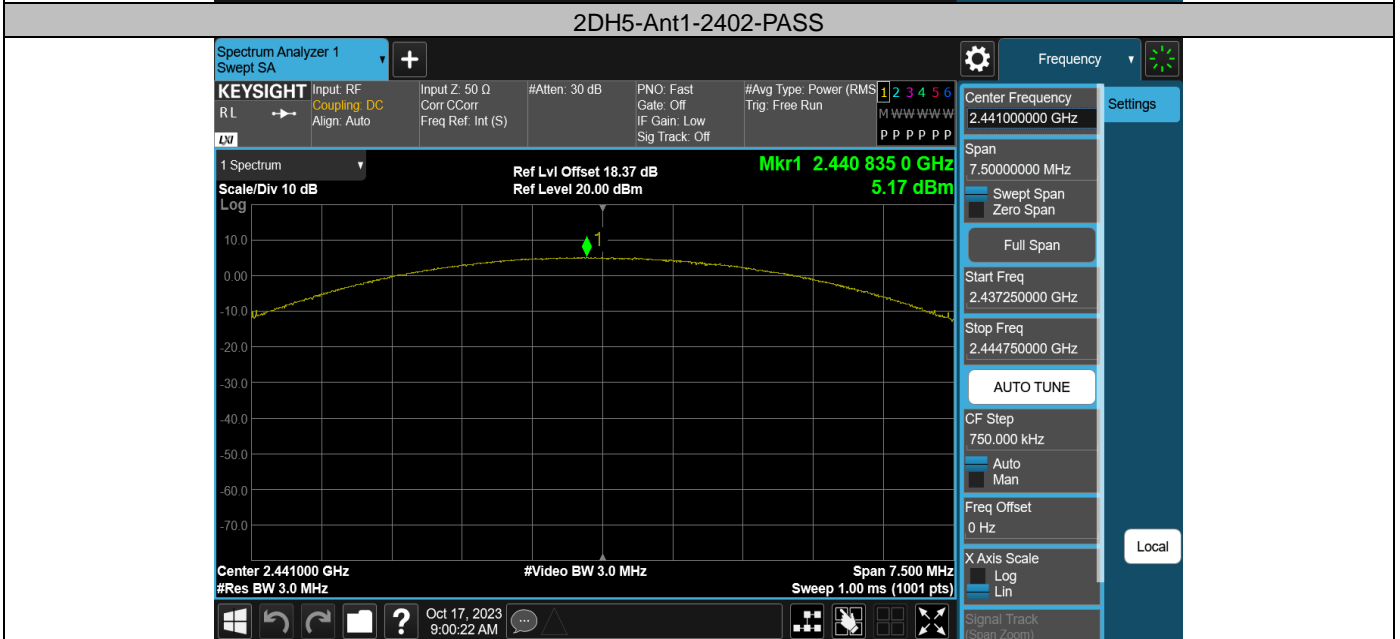 2DH5-Ant1-2402-PASS
Spectrum Analyzer 1
Swept SA
Frequency
KEYSIGHT
R L
LXI
Input: RF
Coupling: DC
Align: Auto
Input Z: 50 Ω
Corr CCorr
Freq Ref: Int (S)
#Atten: 30 dB
PNO: Fast
Gate: Off
IF Gain: Low
Sig Track: Off
#Avg Type: Power (RMS
Trig: Free Run
1 2 3 4 5 6
M W W W W W
P P P P P P
Center Frequency
2.441000000 GHz
Settings
1 Spectrum
Ref Lvl Offset 18.37 dB
Mkr1 2.440 835 0 GHz
Scale/Div 10 dB
Ref Level 20.00 dBm
5.17 dBm
Log
1
10.0
0.00
-10.0
-20.0
-30.0
-40.0
-50.0
-60.0
-70.0
Center 2.441000 GHz
#Video BW 3.0 MHz
Span 7.500 MHz
#Res BW 3.0 MHz
Sweep 1.00 ms (1001 pts)
Span
7.50000000 MHz
Swept Span
Zero Span
Full Span
Start Freq
2.437250000 GHz
Stop Freq
2.444750000 GHz
AUTO TUNE
CF Step
750.000 kHz
Auto
Man
Freq Offset
0 Hz
X Axis Scale
Log
Lin
Signal Track
(Span Zoom)
Local
?
Oct 17, 2023
9:00:22 AM